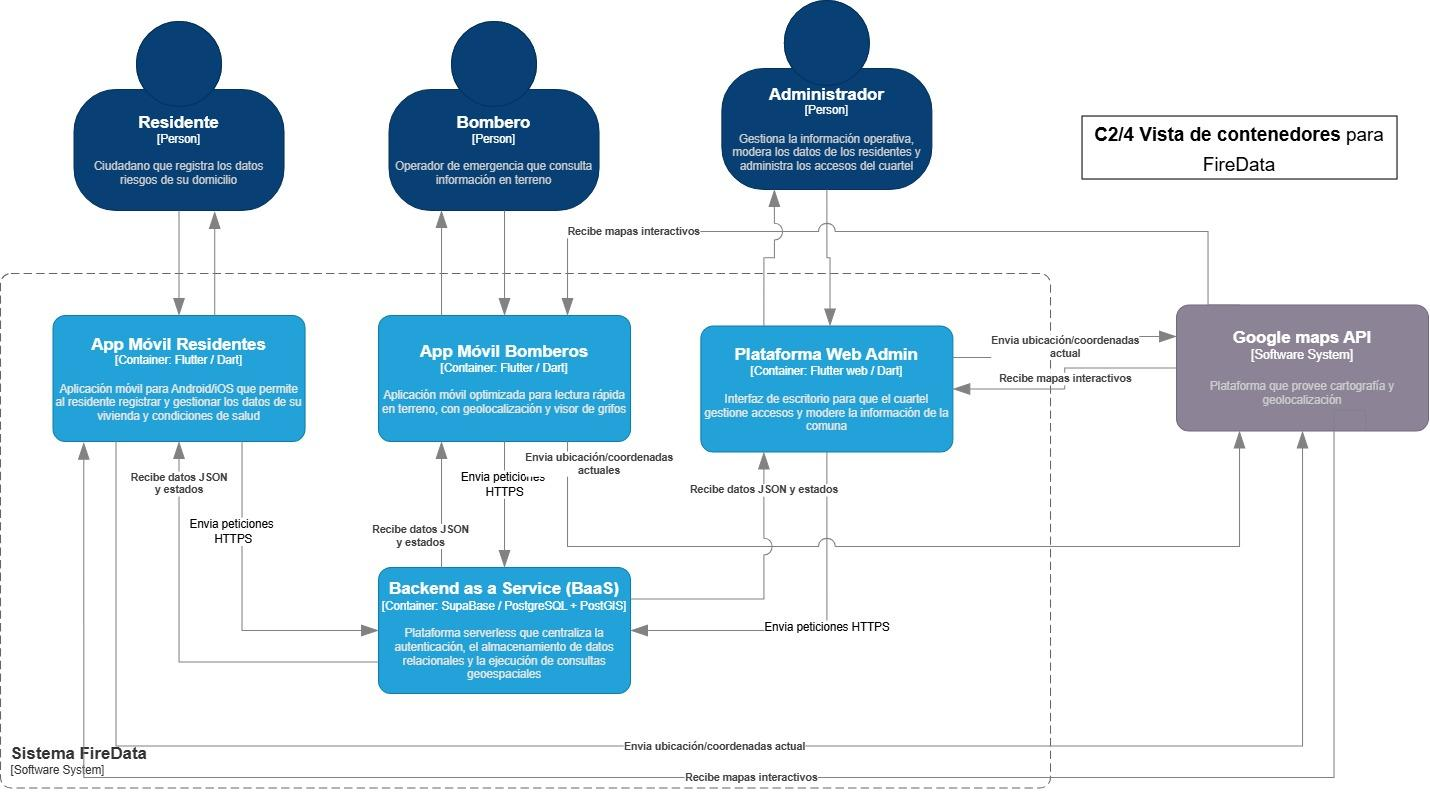 Residente
[Person]
Ciudadano que registra los datos
riesgos de su domicilio
Bombero
[Person]
Operador de emergencia que consulta
información en terreno
Administrador
[Person]
Gestiona la información operativa,
modera los datos de los residentes y
administra los accesos del cuartel
C2/4 Vista de contenedores para
FireData
Recibe mapas interactivos
App Móvil Residentes
[Container: Flutter / Dart]
Aplicación móvil para Android/iOS que permite
al residente registrar y gestionar los datos de su
vivienda y condiciones de salud
App Móvil Bomberos
[Container: Flutter / Dart]
Aplicación móvil optimizada para lectura rápida
en terreno, con geolocalización y visor de grifos
Plataforma Web Admin
[Container: Flutter web / Dart]
Interfaz de escritorio para que el cuartel
gestione accesos y modere la información de la
comuna
Envia ubicación/coordenadas
actual
Recibe mapas interactivos
Google maps API
[Software System]
Plataforma que provee cartografía y
geolocalización
Recibe datos JSON
y estados
Envia peticiones
HTTPS
Envia peticiones
HTTPS
Envia ubicación/coordenadas
actuales
Recibe datos JSON
y estados
Recibe datos JSON y estados
Envia peticiones HTTPS
Backend as a Service (BaaS)
[Container: SupaBase / PostgreSQL + PostGIS]
Plataforma serverless que centraliza la
autenticación, el almacenamiento de datos
relacionales y la ejecución de consultas
geoespaciales
Sistema FireData
[Software System]
Envia ubicación/coordenadas actual
Recibe mapas interactivos